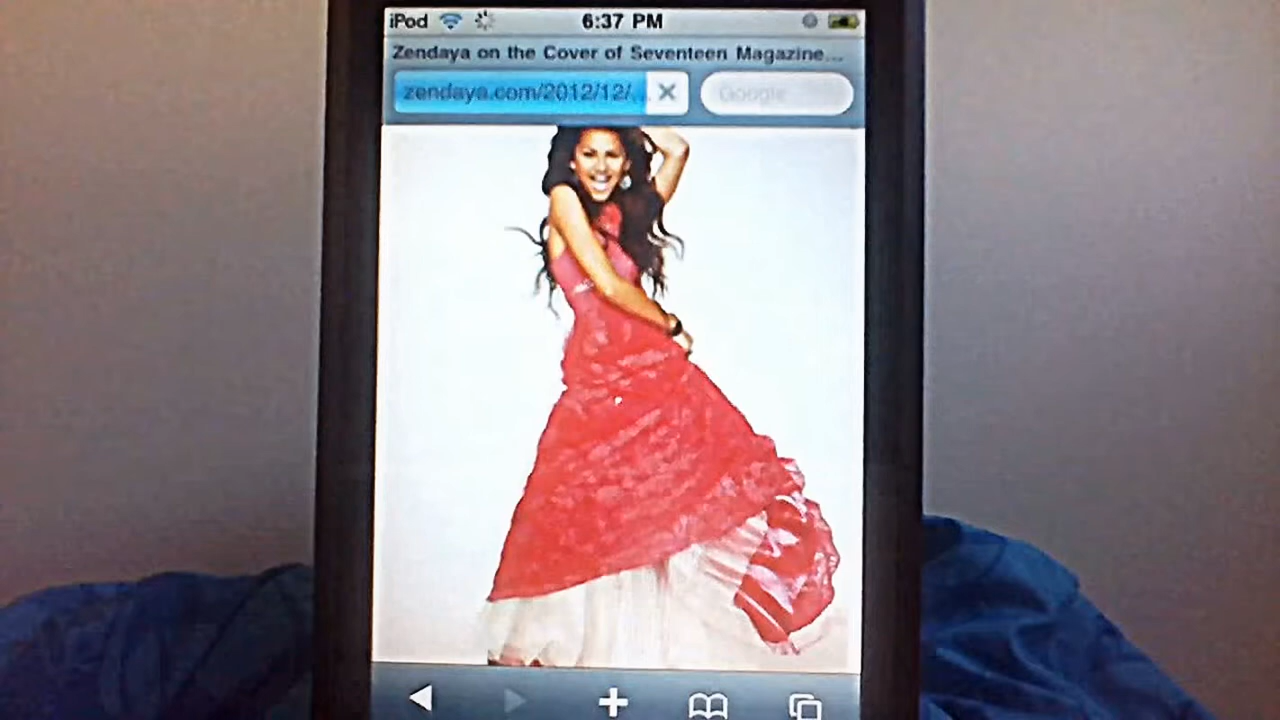 iPod 6:37 PM
Zendaya on the Cover of Seventeen Magazine...
zendaya.com/2012/12/... Google